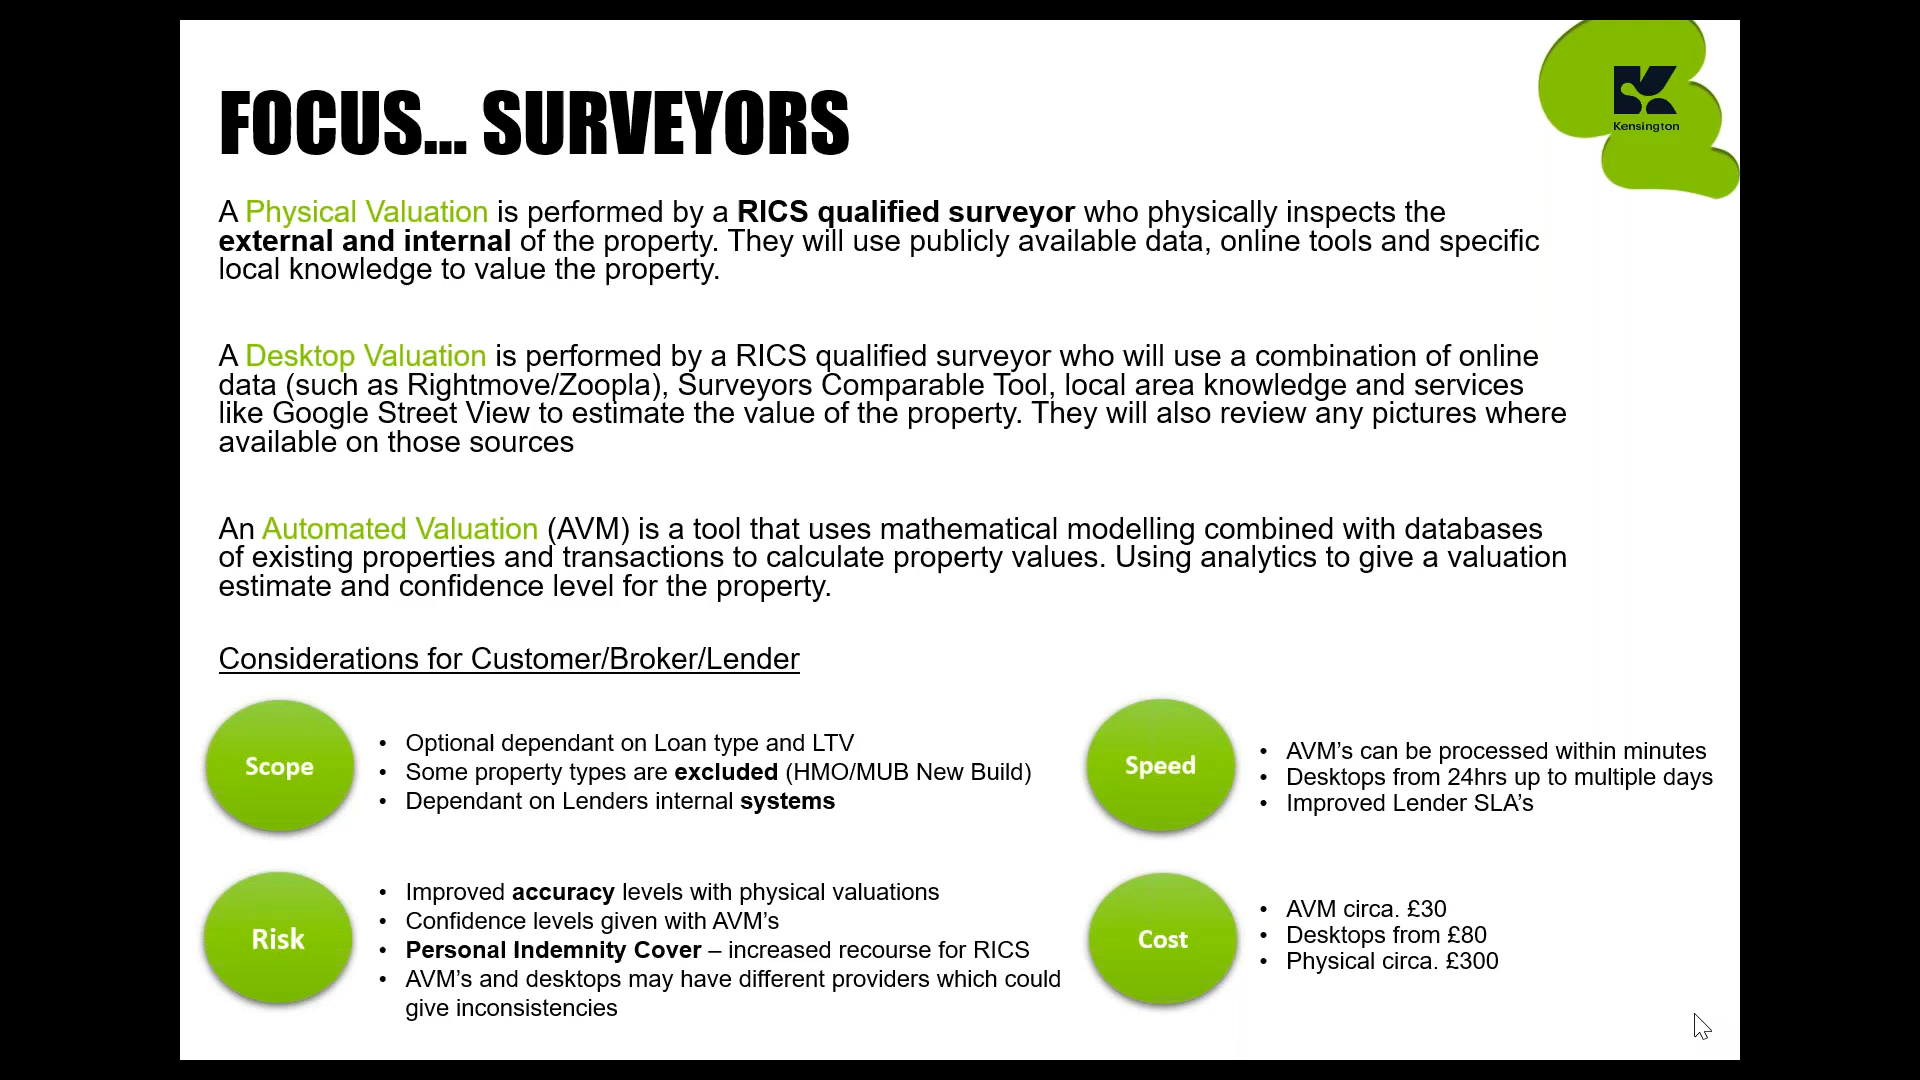 FOCUS... SURVEYORS
Kensington
A Physical Valuation is performed by a RICS qualified surveyor who physically inspects the
external and internal of the property. They will use publicly available data, online tools and specific
local knowledge to value the property.
A Desktop Valuation is performed by a RICS qualified surveyor who will use a combination of online
data (such as Rightmove/Zoopla), Surveyors Comparable Tool, local area knowledge and services
like Google Street View to estimate the value of the property. They will also review any pictures where
available on those sources
An Automated Valuation (AVM) is a tool that uses mathematical modelling combined with databases
of existing properties and transactions to calculate property values. Using analytics to give a valuation
estimate and confidence level for the property.
Considerations for Customer/Broker/Lender
Scope
• Optional dependant on Loan type and LTV
• Some property types are excluded (HMO/MUB New Build)
• Dependant on Lenders internal systems
Speed
• AVM's can be processed within minutes
• Desktops from 24hrs up to multiple days
• Improved Lender SLA's
Risk
• Improved accuracy levels with physical valuations
• Confidence levels given with AVM's
• Personal Indemnity Cover – increased recourse for RICS
• AVM's and desktops may have different providers which could
give inconsistencies
Cost
• AVM circa. £30
• Desktops from £80
• Physical circa. £300